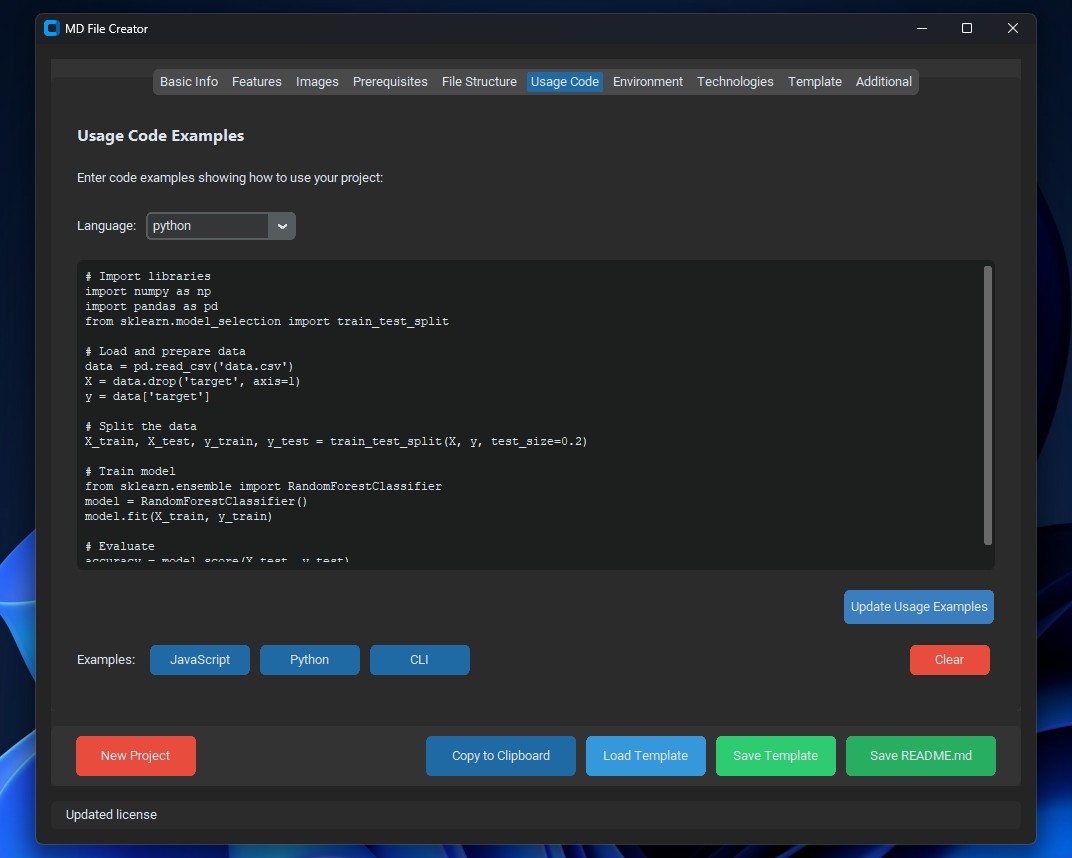 MD File Creator
Basic Info Features Images Prerequisites File Structure Usage Code Environment Technologies Template Additional
Usage Code Examples
Enter code examples showing how to use your project:
Language: python
# Import libraries
import numpy as np
import pandas as pd
from sklearn.model_selection import train_test_split
# Load and prepare data
data = pd.read_csv('data.csv')
X = data.drop('target', axis=1)
y = data['target']
# Split the data
X_train, X_test, y_train, y_test = train_test_split(X, y, test_size=0.2)
# Train model
from sklearn.ensemble import RandomForestClassifier
model = RandomForestClassifier()
model.fit(X_train, y_train)
# Evaluate
accuracy = model.score(X_test, y_test)
Update Usage Examples
Examples: JavaScript Python CLI Clear
New Project Copy to Clipboard Load Template Save Template Save README.md
Updated license